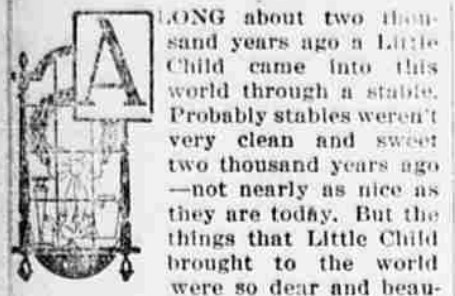 ALONG about two thou-
sand years ago a Little
Child came into this
world through a stable.
Probably stables weren't
very clean and sweet
two thousand years ago
—not nearly as nice as
they are today. But the
things that Little Child
brought to the world
were so dear and beau-